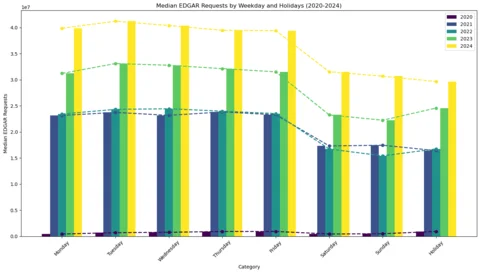 Median EDGAR Requests by Weekday and Holidays (2020-2024)
1e7
4.0
3.5
3.0
2.5
2.0
1.5
1.0
0.5
0.0
Median EDGAR Requests
2020
2021
2022
2023
2024
Monday
Tuesday
Wednesday
Thursday
Friday
Saturday
Sunday
Holiday
Category